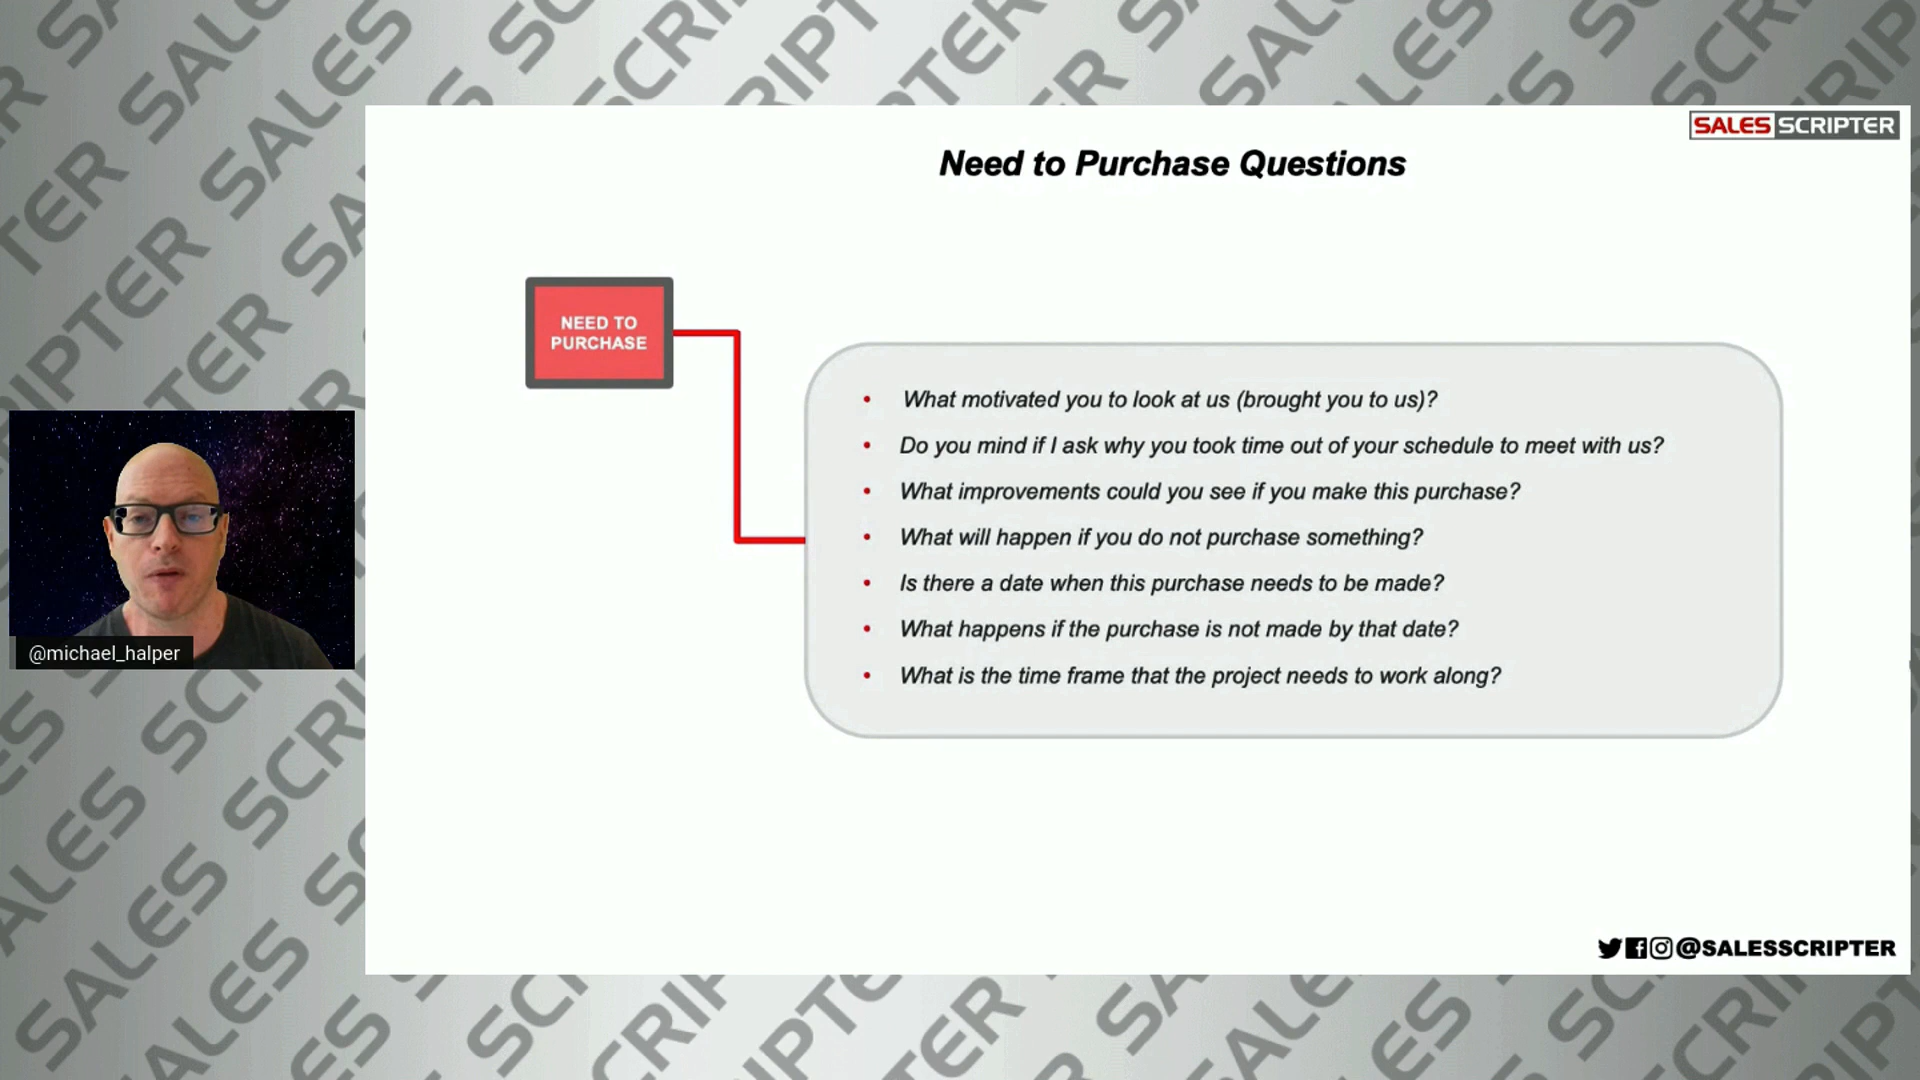 SALES SCRIPTER
Need to Purchase Questions
NEED TO
PURCHASE
• What motivated you to look at us (brought you to us)?
• Do you mind if I ask why you took time out of your schedule to meet with us?
• What improvements could you see if you make this purchase?
• What will happen if you do not purchase something?
• Is there a date when this purchase needs to be made?
• What happens if the purchase is not made by that date?
• What is the time frame that the project needs to work along?
@michael_halper
@SALESSCRIPTER